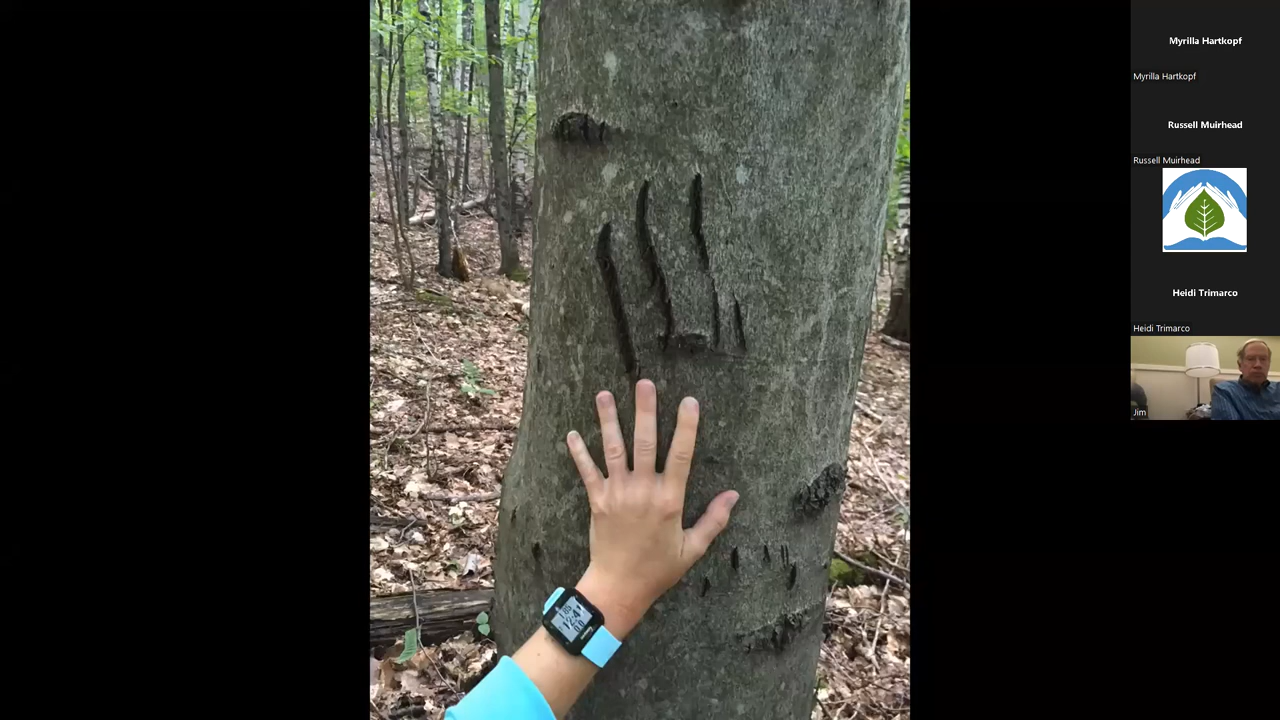 Myrilla Hartkopf
Myrilla Hartkopf
Russell Muirhead
Russell Muirhead
Heidi Trimarco
Heidi Trimarco
Jim